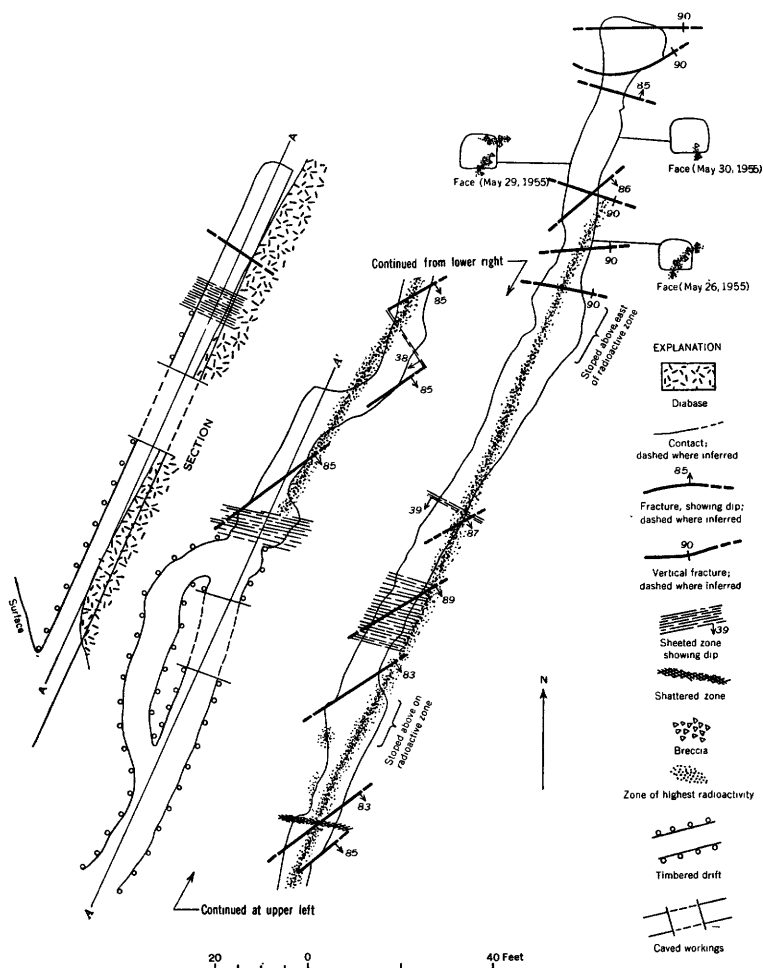 90
90
85
Face (May 29, 1955)
Face (May 30, 1955)
86
90
90
Face (May 26, 1955)
90
Stoped above, east
of radioactive zone
Continued from lower right
A
SECTION
Surface
A
85
38
85
A'
85
A
39
87
89
83
Stoped above on
radioactive zone
83
85
Continued at upper left
N
EXPLANATION
Diabase
Contact;
dashed where inferred
85
Fracture, showing dip;
dashed where inferred
90
Vertical fracture;
dashed where inferred
39
Sheeted zone
showing dip
Shattered zone
Breccia
Zone of highest radioactivity
Timbered drift
Caved workings
20 0 40 Feet